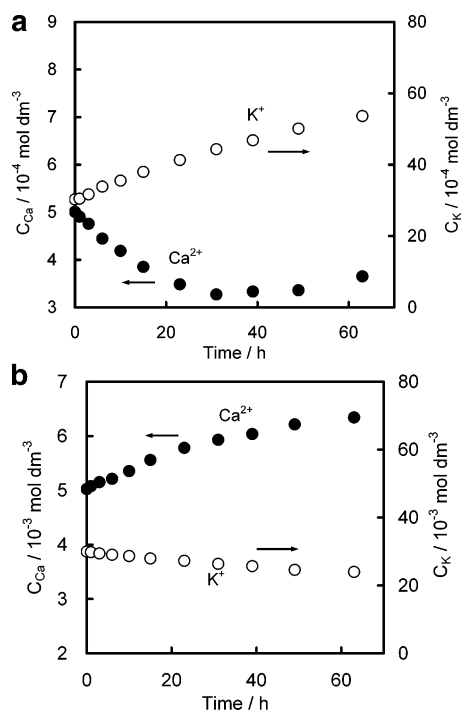 a
9
8
7
6
5
4
3
80
60
40
20
0
0
20
40
60
C_Ca / 10⁻⁴ mol dm⁻³
C_K / 10⁻⁴ mol dm⁻³
K⁺
Ca²⁺
Time / h
b
7
6
5
4
3
2
80
60
40
20
0
0
20
40
60
C_Ca / 10⁻³ mol dm⁻³
C_K / 10⁻³ mol dm⁻³
Ca²⁺
K⁺
Time / h